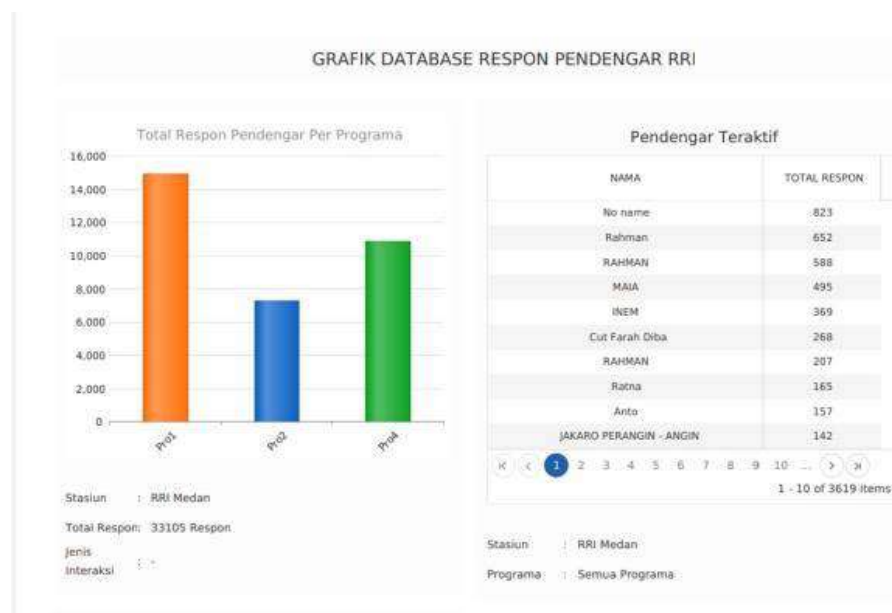 GRAFIK DATABASE RESPON PENDENGAR RRI
Total Respon Pendengar Per Programa
16,000
14,000
12,000
10,000
8,000
6,000
4,000
2,000
0
Pro1 Pro2 Pro4
Stasiun : RRI Medan
Total Respon: 33105 Respon
Jenis
Interaksi : -
Pendengar Teraktif
NAMA TOTAL RESPON
No name 823
Rahman 652
RAHMAN 588
MAIA 495
INEM 369
Cut Farah Diba 268
RAHMAN 207
Ratna 165
Anto 157
JAKARO PERANGIN - ANGIN 142
1 2 3 4 5 6 7 8 9 10 ...
1 - 10 of 3619 items
Stasiun : RRI Medan
Programa : Semua Programa